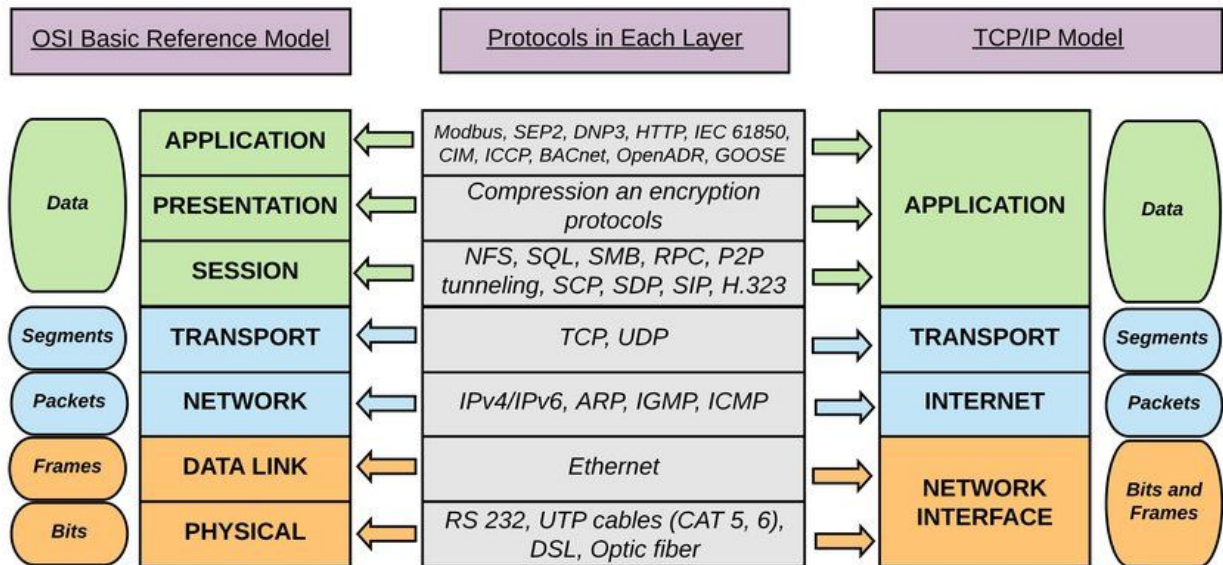 OSI Basic Reference Model
Protocols in Each Layer
TCP/IP Model
Data
APPLICATION
Modbus, SEP2, DNP3, HTTP, IEC 61850,
CIM, ICCP, BACnet, OpenADR, GOOSE
APPLICATION
Data
PRESENTATION
Compression an encryption
protocols
SESSION
NFS, SQL, SMB, RPC, P2P
tunneling, SCP, SDP, SIP, H.323
Segments
TRANSPORT
TCP, UDP
TRANSPORT
Segments
Packets
NETWORK
IPv4/IPv6, ARP, IGMP, ICMP
INTERNET
Packets
Frames
DATA LINK
Ethernet
NETWORK
INTERFACE
Bits and
Frames
Bits
PHYSICAL
RS 232, UTP cables (CAT 5, 6),
DSL, Optic fiber